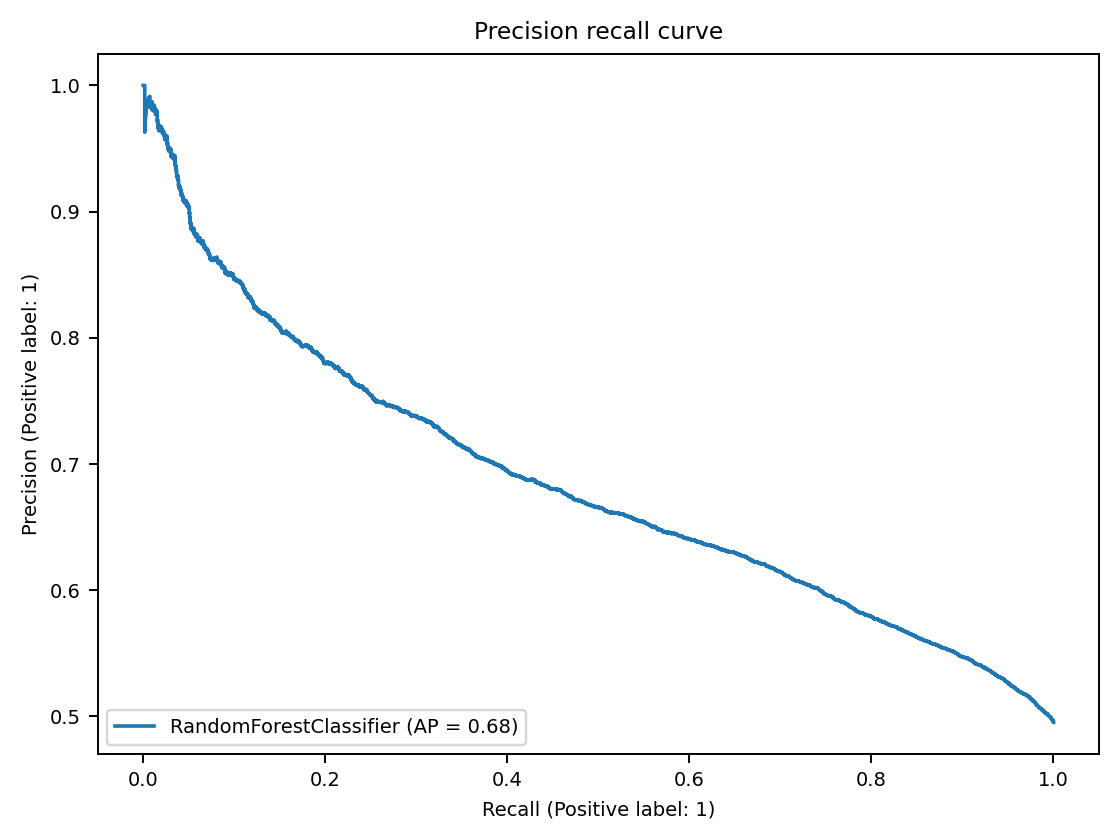 Precision recall curve
1.0
0.9
0.8
0.7
0.6
0.5
Precision (Positive label: 1)
RandomForestClassifier (AP = 0.68)
0.0 0.2 0.4 0.6 0.8 1.0
Recall (Positive label: 1)